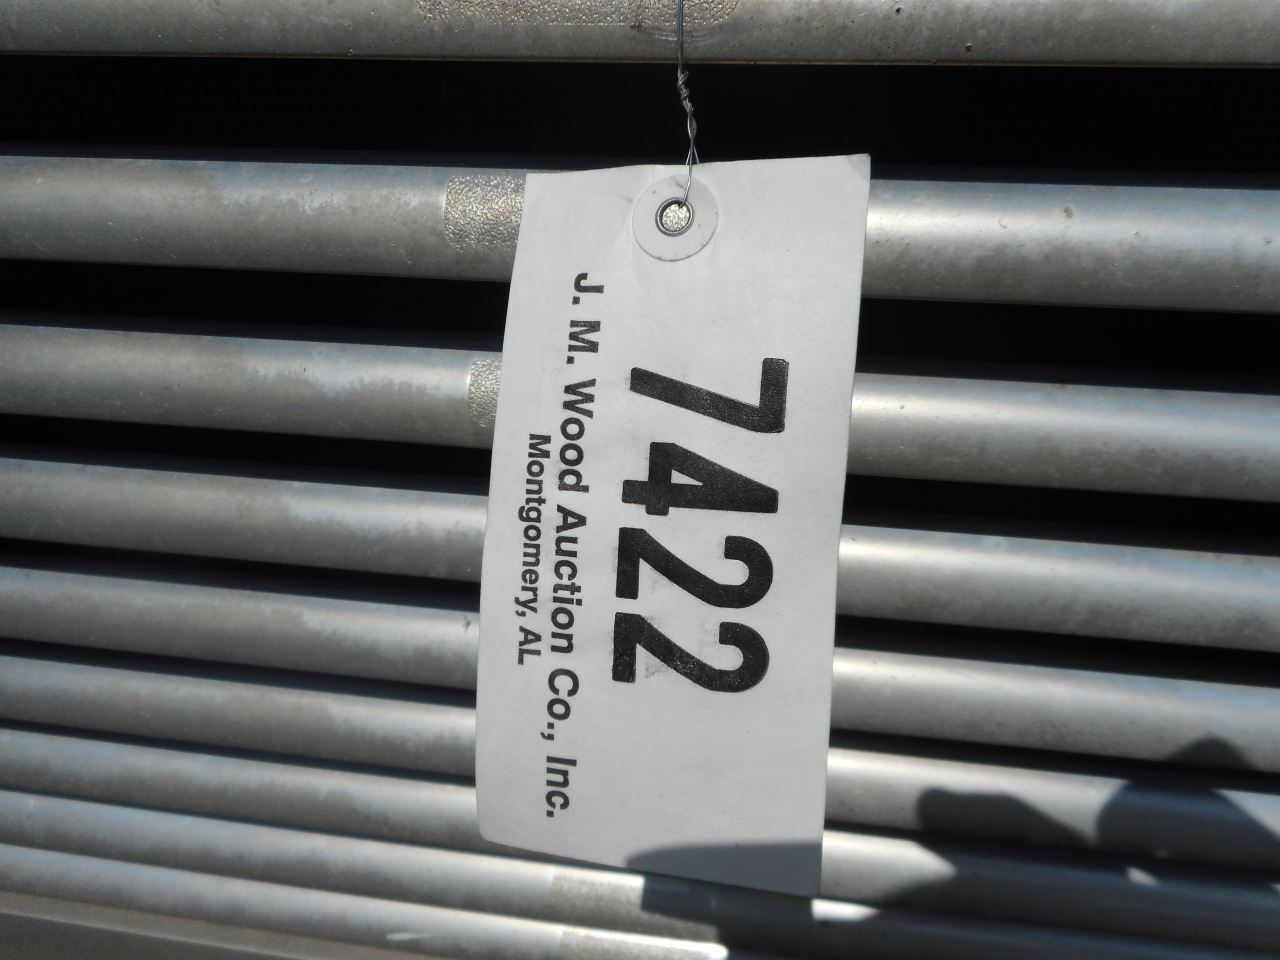 7422
J. M. Wood Auction Co., Inc.
Montgomery, AL